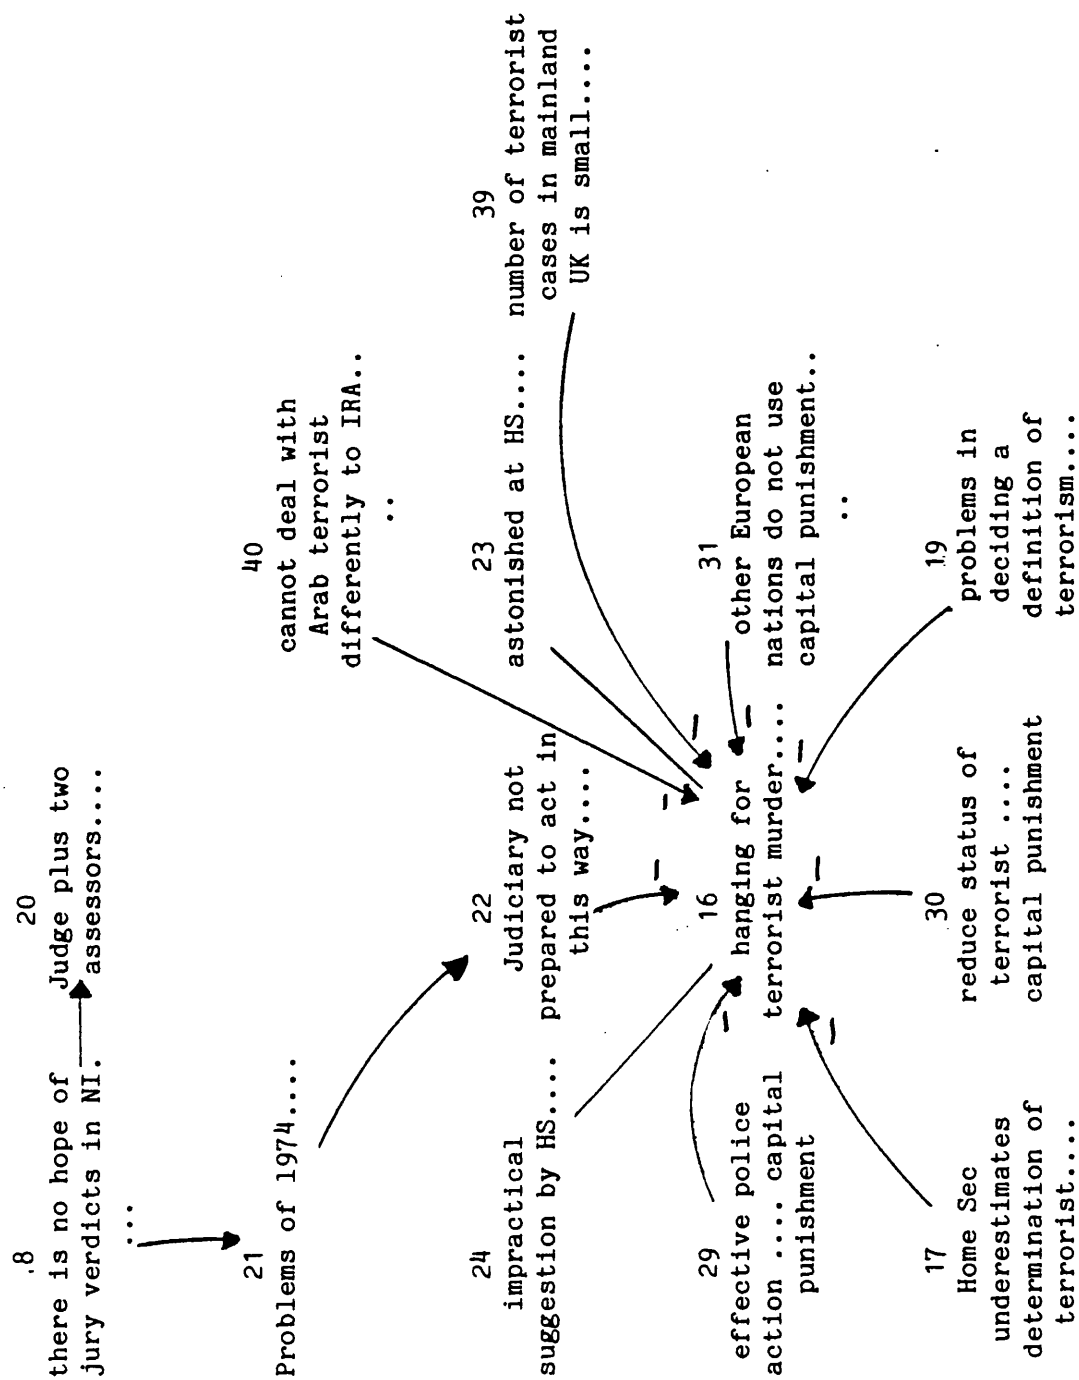 .8
there is no hope of
jury verdicts in NI.
...
20
Judge plus two
assessors....
21
Problems of 1974....
40
cannot deal with
Arab terrorist
differently to IRA..
..
24
impractical
suggestion by HS....
22
Judiciary not
prepared to act in
this way....
23
astonished at HS....
39
number of terrorist
cases in mainland
UK is small....
29
effective police
action .... capital
punishment
16
hanging for
terrorist murder....
31
other European
nations do not use
capital punishment..
..
17
Home Sec
underestimates
determination of
terrorist....
30
reduce status of
terrorist ....
capital punishment
19
problems in
deciding a
definition of
terrorism....